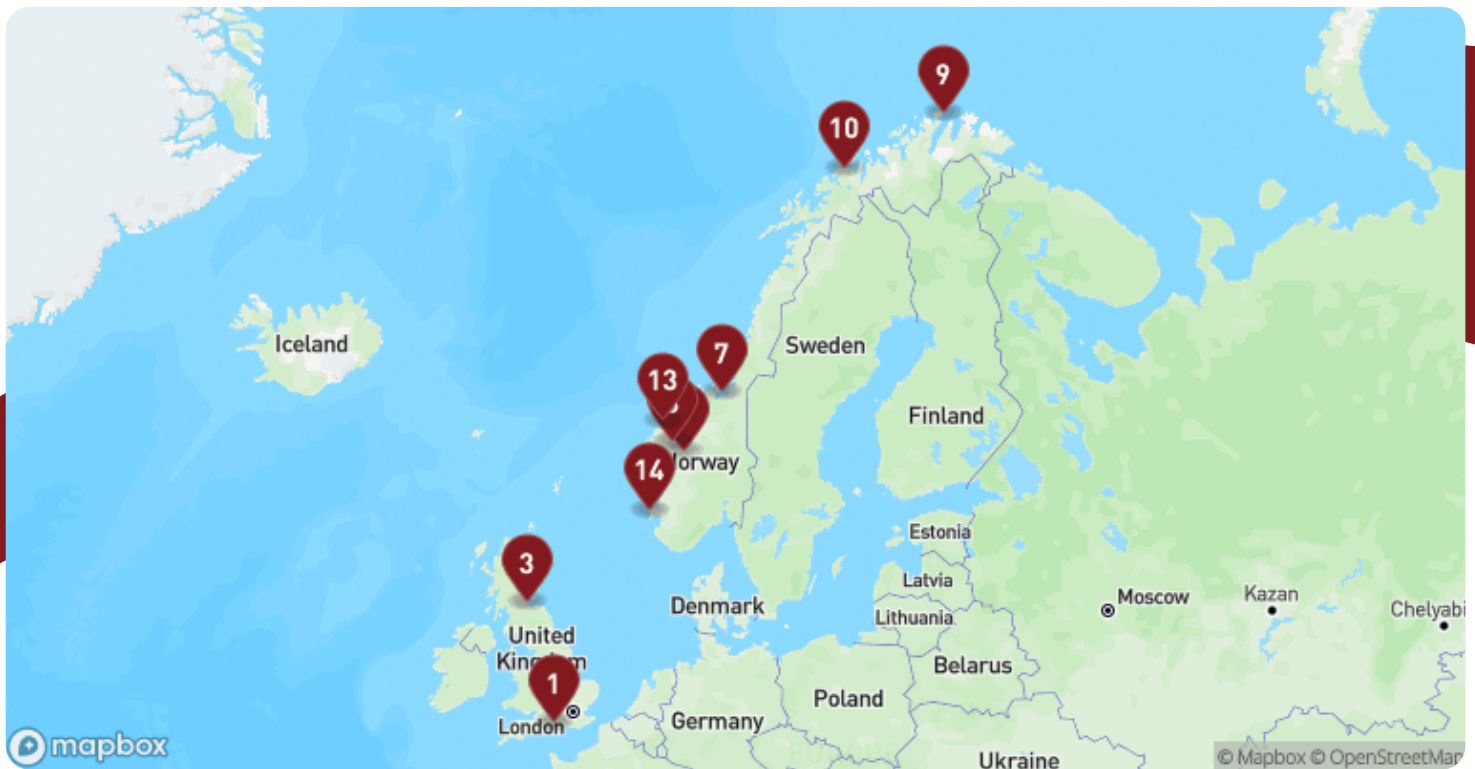 9
10
Iceland
Sweden
7
13
Finland
14
Norway
Estonia
3
Latvia
Moscow
Kazan
Denmark
Lithuania
Chelyabi
United
Kingdom
Belarus
1
Poland
London
Germany
mapbox
Ukraine
© Mapbox © OpenStreetMap